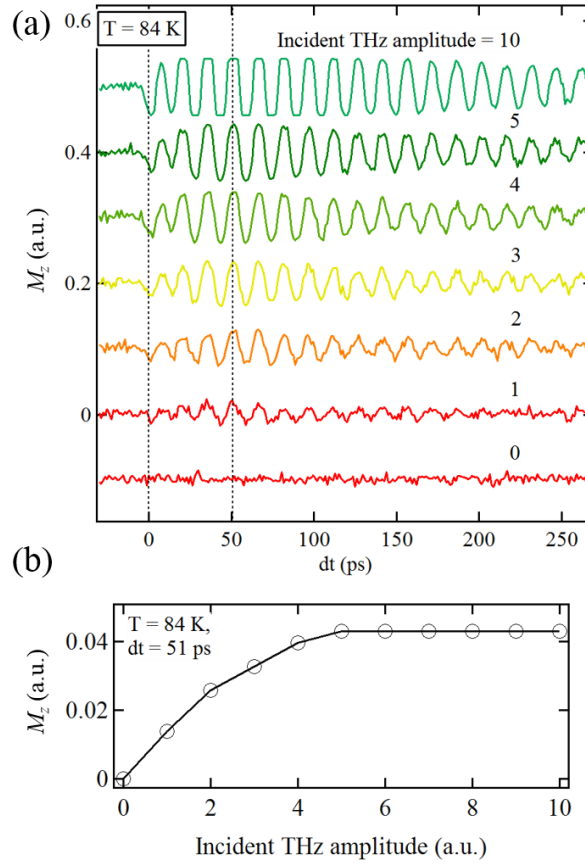 (a)
0.6
T = 84 K
Incident THz amplitude = 10
5
0.4
4
3
0.2
2
1
0
0
M_z (a.u.)
0 50 100 150 200 250
dt (ps)
(b)
T = 84 K,
dt = 51 ps
0.04
0.02
0
M_z (a.u.)
0 2 4 6 8 10
Incident THz amplitude (a.u.)